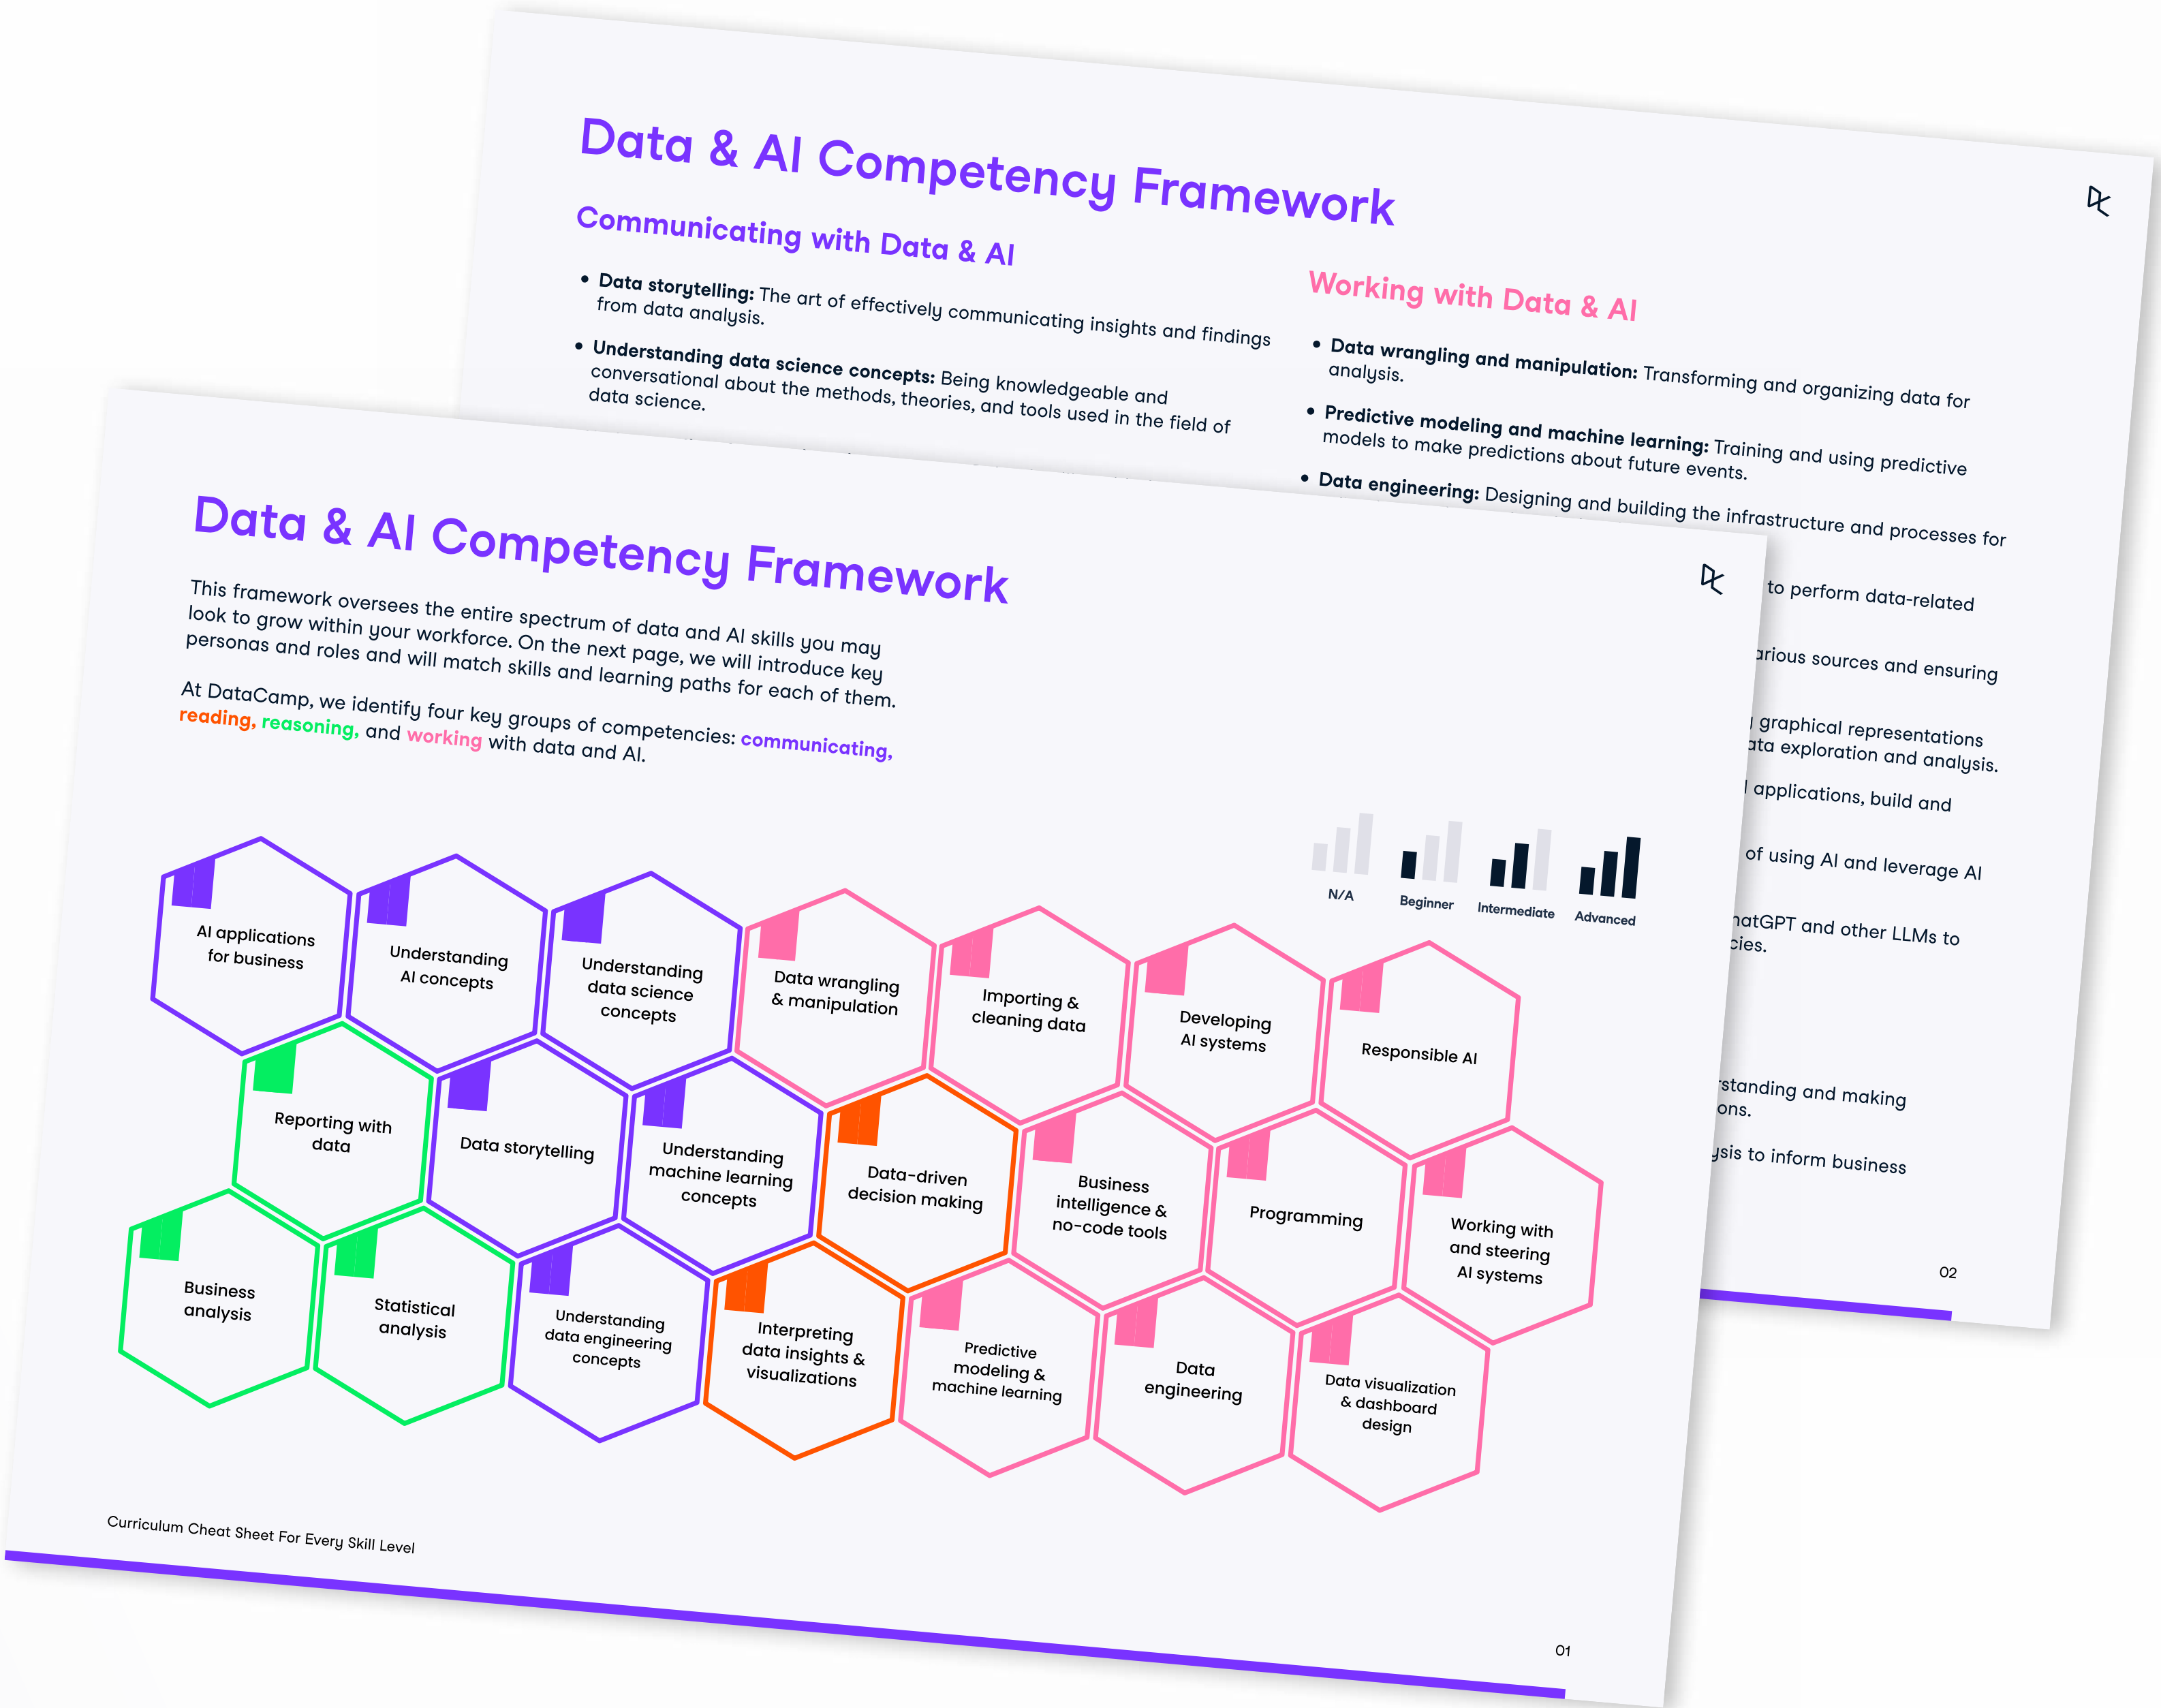 Data & AI Competency Framework
Communicating with Data & AI
• Data storytelling: The art of effectively communicating insights and findings
from data analysis.
• Understanding data science concepts: Being knowledgeable and
conversational about the methods, theories, and tools used in the field of
data science.
Working with Data & AI
• Data wrangling and manipulation: Transforming and organizing data for
analysis.
• Predictive modeling and machine learning: Training and using predictive
models to make predictions about future events.
• Data engineering: Designing and building the infrastructure and processes for
to perform data-related
sources and ensuring
graphical representations
exploration and analysis.
applications, build and
of using AI and leverage AI
and other LLMs to
and making
to inform business
02
Data & AI Competency Framework
This framework oversees the entire spectrum of data and AI skills you may
look to grow within your workforce. On the next page, we will introduce key
personas and roles and will match skills and learning paths for each of them.
At DataCamp, we identify four key groups of competencies: communicating,
reading, reasoning, and working with data and AI.
N/A
Beginner
Intermediate
Advanced
AI applications
for business
Understanding
AI concepts
Understanding
data science
concepts
Data wrangling
& manipulation
Importing &
cleaning data
Developing
AI systems
Responsible AI
Reporting with
data
Data storytelling
Understanding
machine learning
concepts
Data-driven
decision making
Business
intelligence &
no-code tools
Programming
Working with
and steering
AI systems
Business
analysis
Statistical
analysis
Understanding
data engineering
concepts
Interpreting
data insights &
visualizations
Predictive
modeling &
machine learning
Data
engineering
Data visualization
& dashboard
design
Curriculum Cheat Sheet For Every Skill Level
01